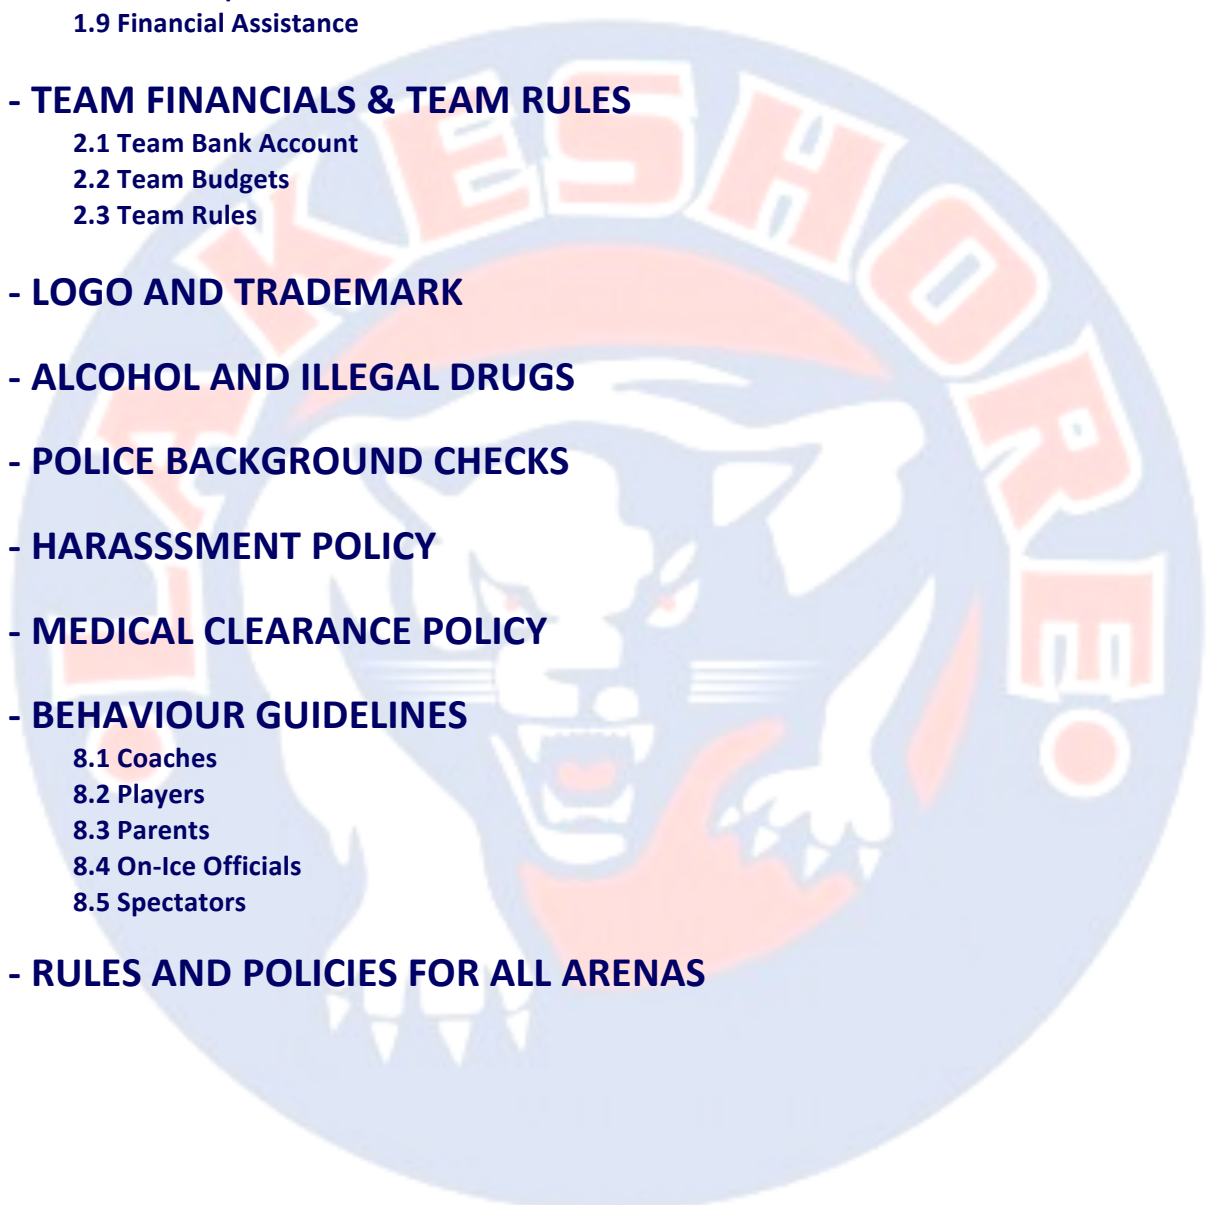 1.9 Financial Assistance
- TEAM FINANCIALS & TEAM RULES
2.1 Team Bank Account
2.2 Team Budgets
2.3 Team Rules
- LOGO AND TRADEMARK
- ALCOHOL AND ILLEGAL DRUGS
- POLICE BACKGROUND CHECKS
- HARASSSMENT POLICY
- MEDICAL CLEARANCE POLICY
- BEHAVIOUR GUIDELINES
8.1 Coaches
8.2 Players
8.3 Parents
8.4 On-Ice Officials
8.5 Spectators
- RULES AND POLICIES FOR ALL ARENAS
LAKESHORE